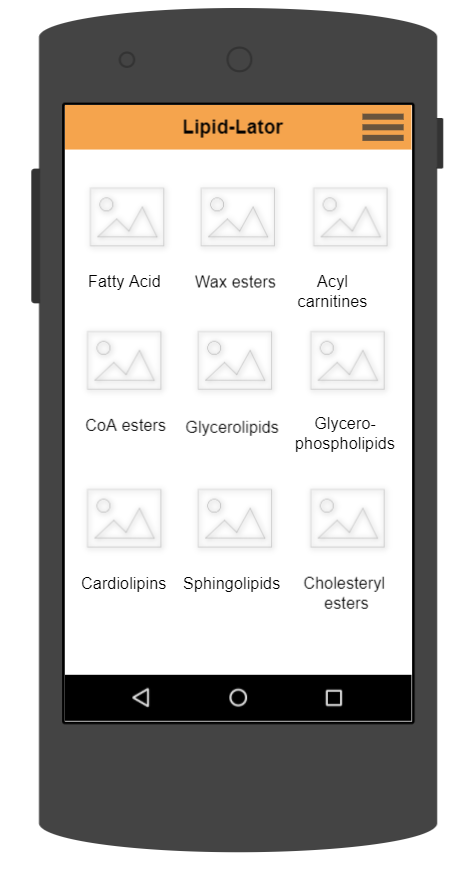 Lipid-Lator
Fatty Acid
Wax esters
Acyl
carnitines
CoA esters
Glycerolipids
Glycero-
phospholipids
Cardiolipins
Sphingolipids
Cholesteryl
esters